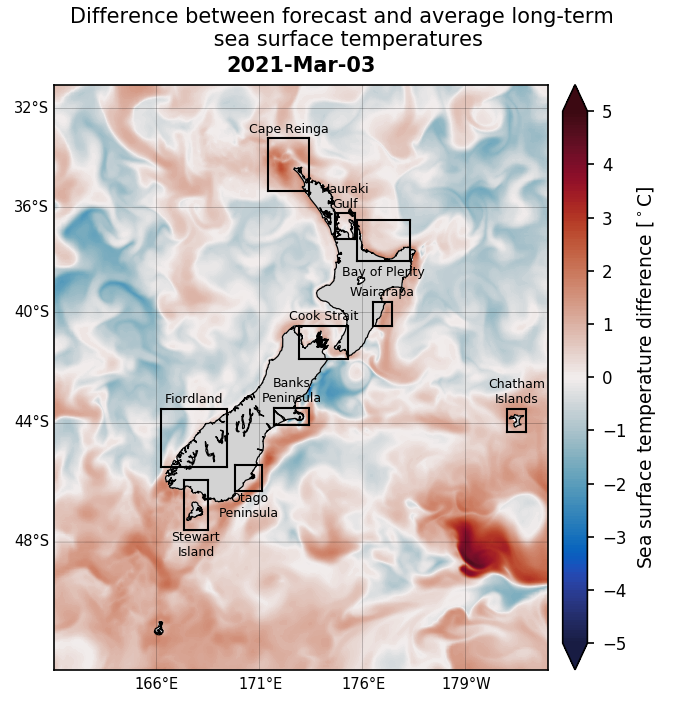 Difference between forecast and average long-term
sea surface temperatures
2021-Mar-03
32°S
36°S
40°S
44°S
48°S
Cape Reinga
Hauraki
Gulf
Bay of Plenty
Wairarapa
Cook Strait
Banks
Peninsula
Fiordland
Chatham
Islands
Otago
Peninsula
Stewart
Island
166°E
171°E
176°E
179°W
5
4
3
2
1
0
−1
−2
−3
−4
−5
Sea surface temperature difference [°C]